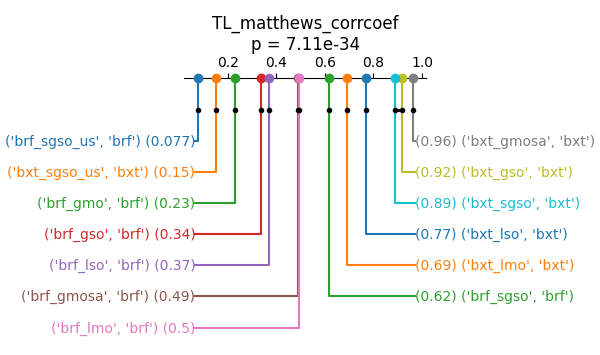 TL_matthews_corrcoef
p = 7.11e-34
0.2 0.4 0.6 0.8 1.0
('brf_sgso_us', 'brf') (0.077)
(0.96) ('bxt_gmosa', 'bxt')
('bxt_sgso_us', 'bxt') (0.15)
(0.92) ('bxt_gso', 'bxt')
('brf_gmo', 'brf') (0.23)
(0.89) ('bxt_sgso', 'bxt')
('brf_gso', 'brf') (0.34)
(0.77) ('bxt_lso', 'bxt')
('brf_lso', 'brf') (0.37)
(0.69) ('bxt_lmo', 'bxt')
('brf_gmosa', 'brf') (0.49)
(0.62) ('brf_sgso', 'brf')
('brf_lmo', 'brf') (0.5)